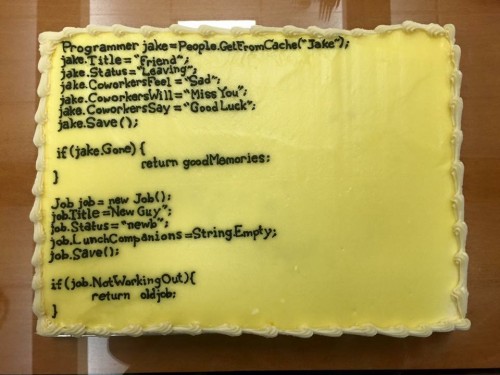 Programmer jake=People.GetFromCache("Jake");
jake.Title="friend";
jake.Status="Leaving";
jake.CoworkersFeel="Sad";
jake.CoworkersWill="Miss You";
jake.CoworkersSay="Good Luck";
jake.Save();
if(jake.Gone) {
return goodMemories;
}
Job job= new Job();
job.Title=New Guy";
job.Status="newb";
job.LunchCompanions=String.Empty;
job.Save();
if(job.NotWorkingOut){
return oldjob;
}